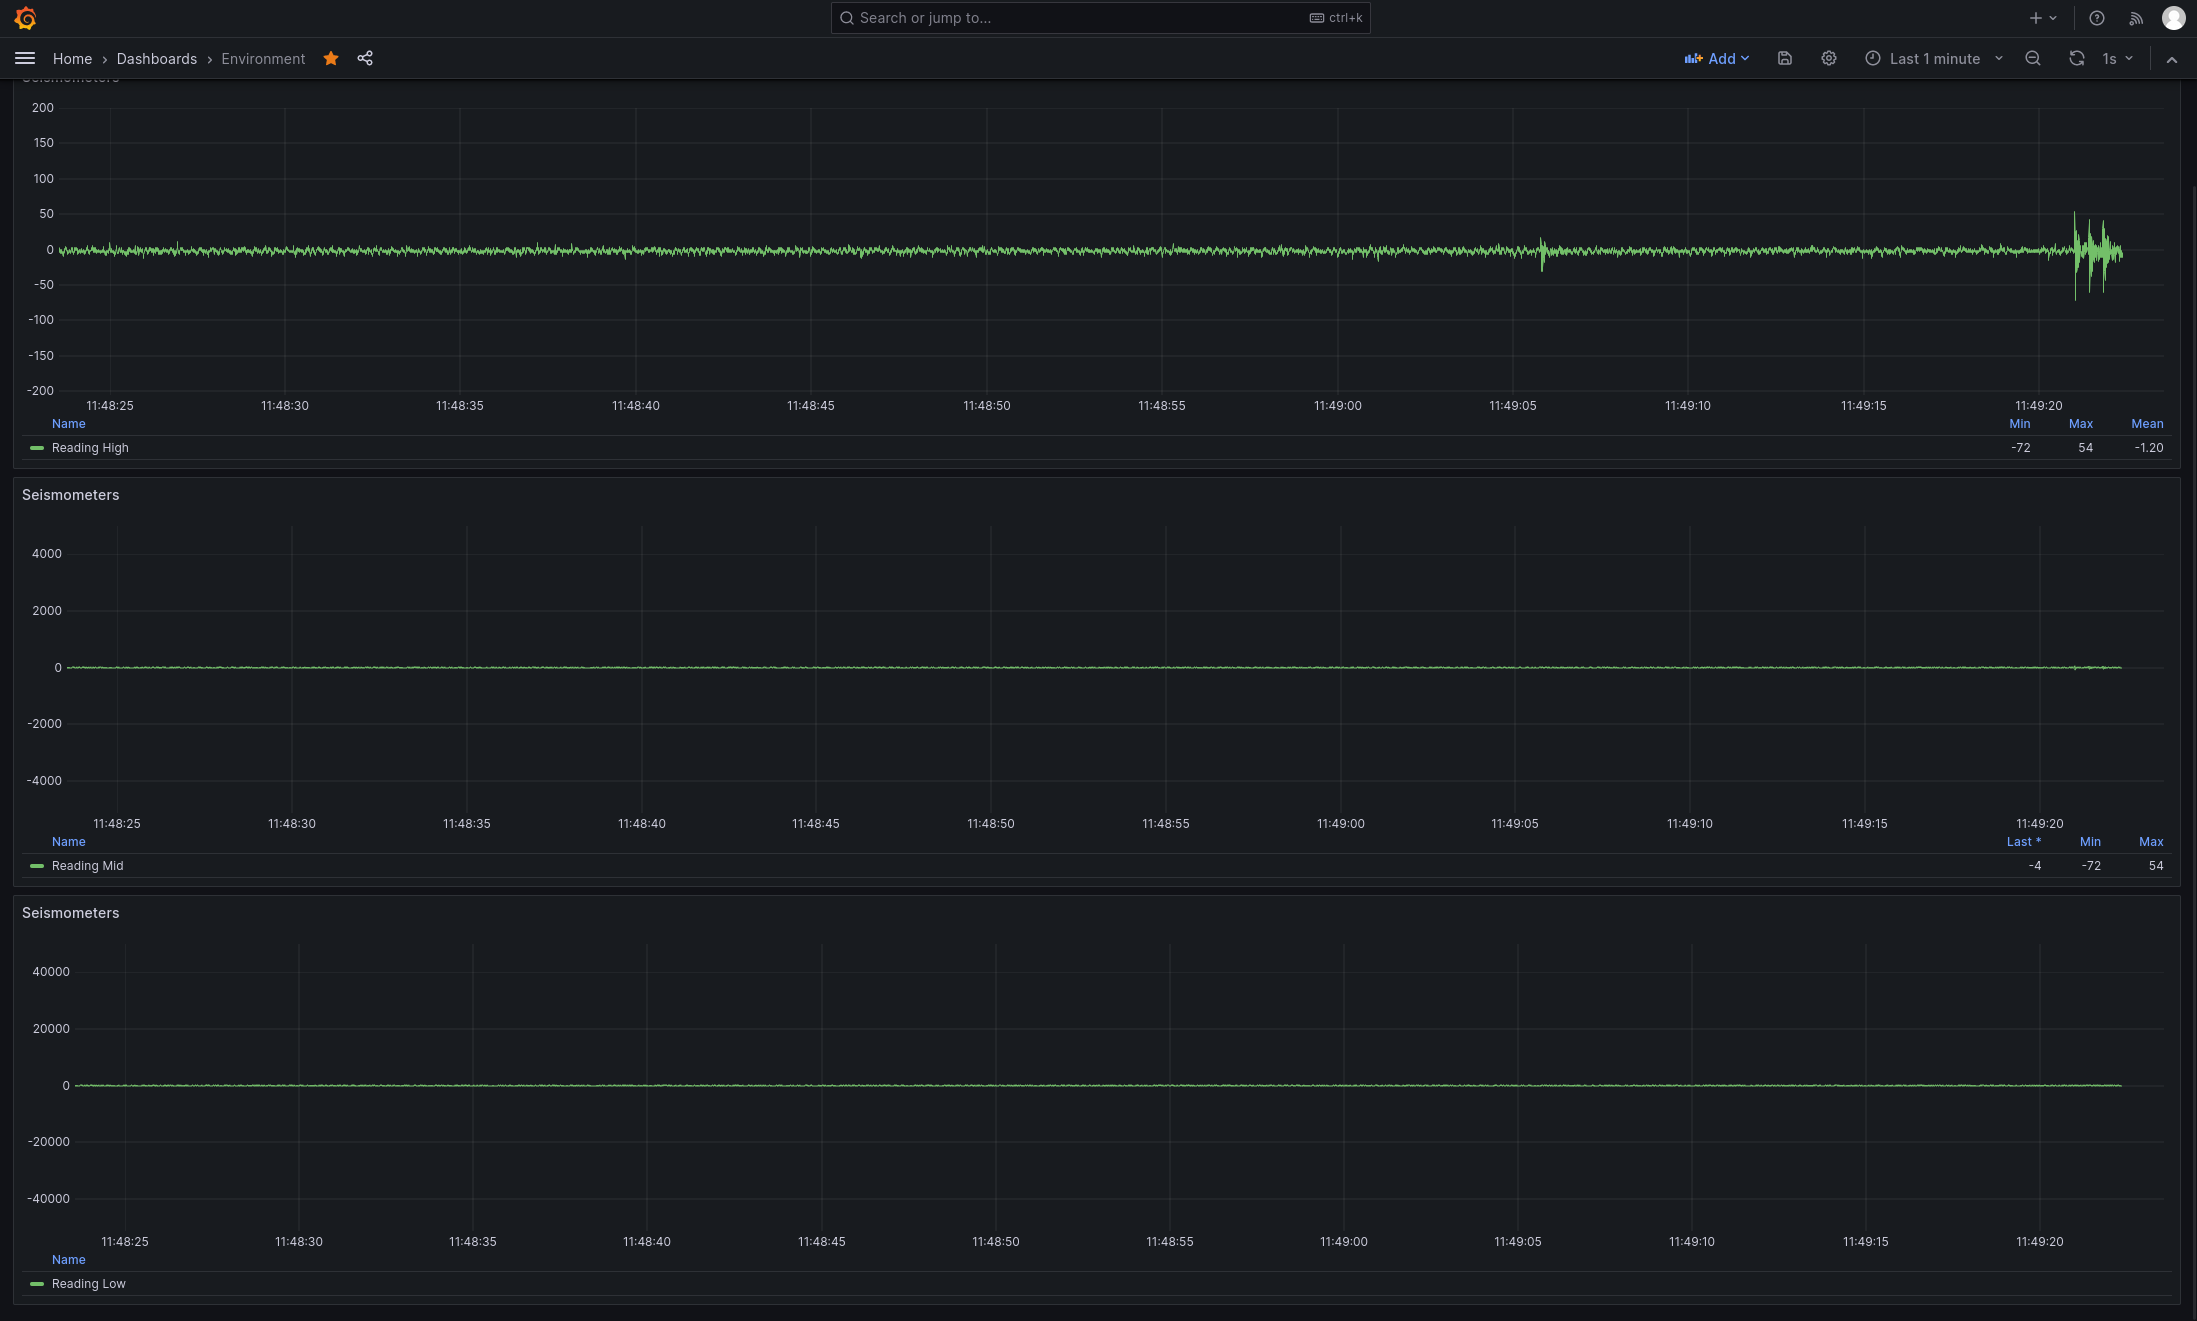 Search or jump to... ctrl+k
Home › Dashboards › Environment Add Last 1 minute 1s
Seismometers
200
150
100
50
0
-50
-100
-150
-200
11:48:25 11:48:30 11:48:35 11:48:40 11:48:45 11:48:50 11:48:55 11:49:00 11:49:05 11:49:10 11:49:15 11:49:20
Name Min Max Mean
Reading High -72 54 -1.20
Seismometers
4000
2000
0
-2000
-4000
11:48:25 11:48:30 11:48:35 11:48:40 11:48:45 11:48:50 11:48:55 11:49:00 11:49:05 11:49:10 11:49:15 11:49:20
Name Last * Min Max
Reading Mid -4 -72 54
Seismometers
40000
20000
0
-20000
-40000
11:48:25 11:48:30 11:48:35 11:48:40 11:48:45 11:48:50 11:48:55 11:49:00 11:49:05 11:49:10 11:49:15 11:49:20
Name
Reading Low